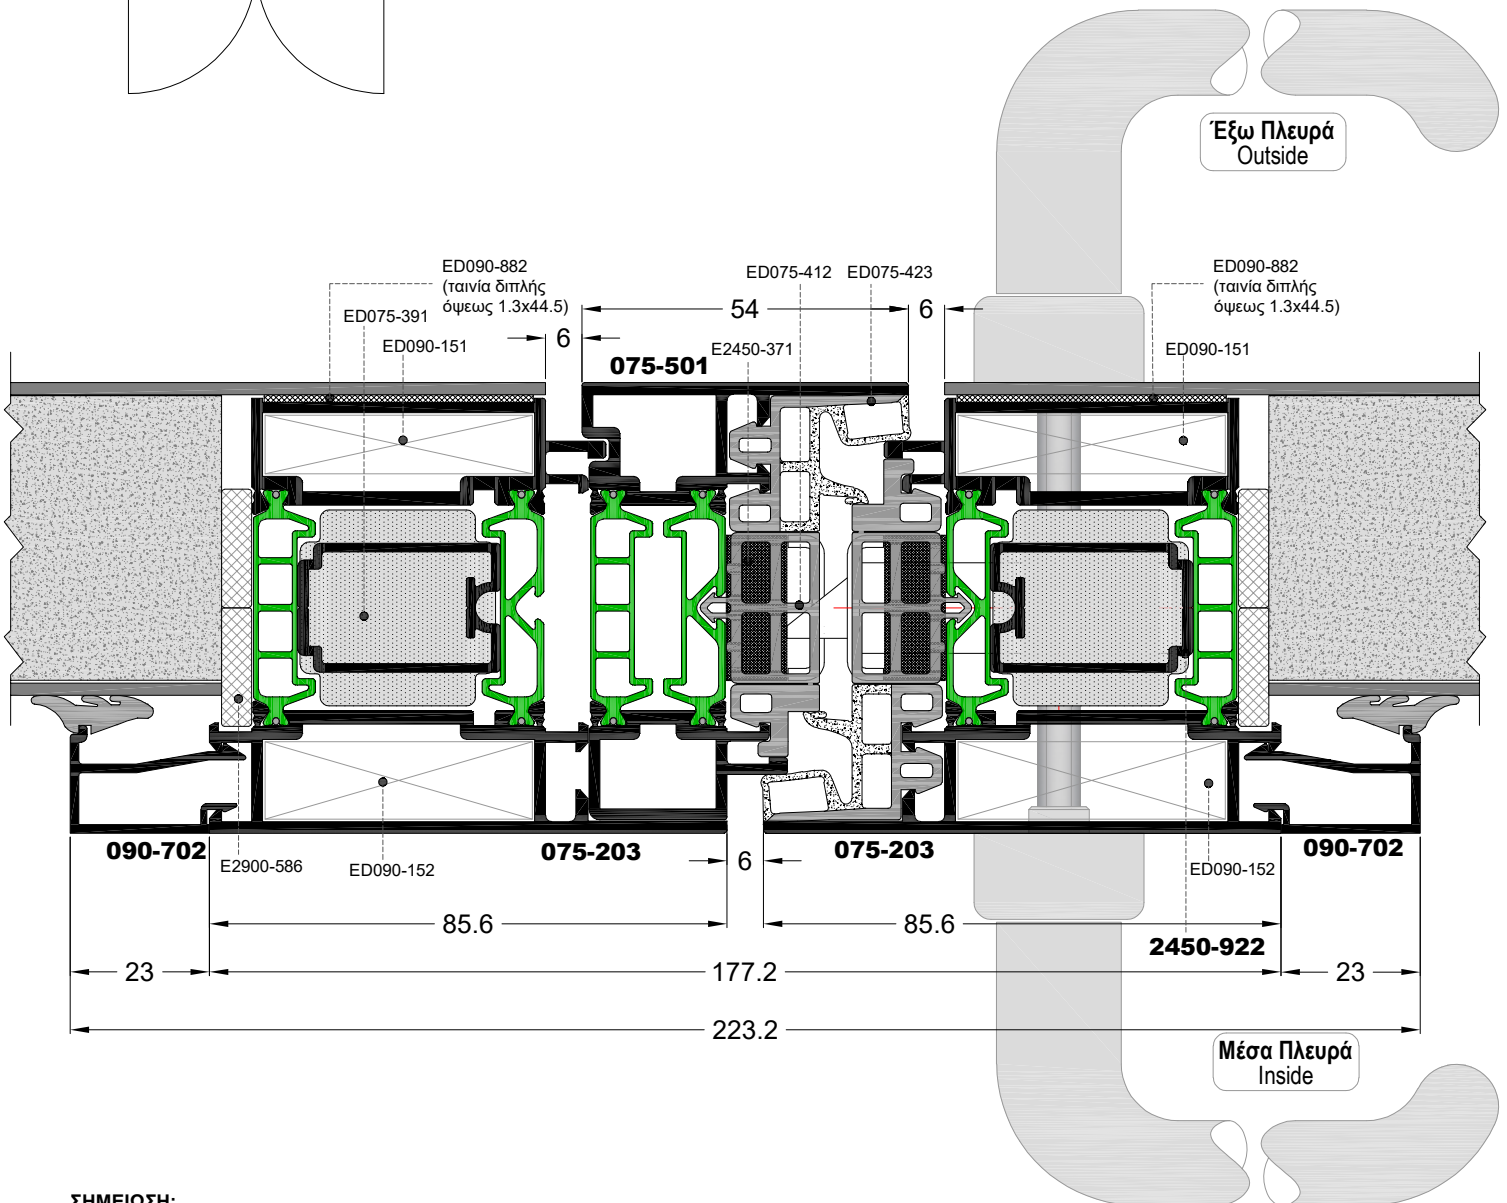 Έξω Πλευρά
Outside
ED090-882
(ταινία διπλής
όψεως 1.3x44.5)
ED075-412
ED075-423
ED090-882
(ταινία διπλής
όψεως 1.3x44.5)
ED075-391
54
6
ED090-151
6
E2450-371
ED090-151
075-501
090-702
E2900-586
ED090-152
075-203
6
075-203
ED090-152
090-702
85.6
85.6
2450-922
23
177.2
23
223.2
Μέσα Πλευρά
Inside
ΣΗΜΕΙΩΣΗ: